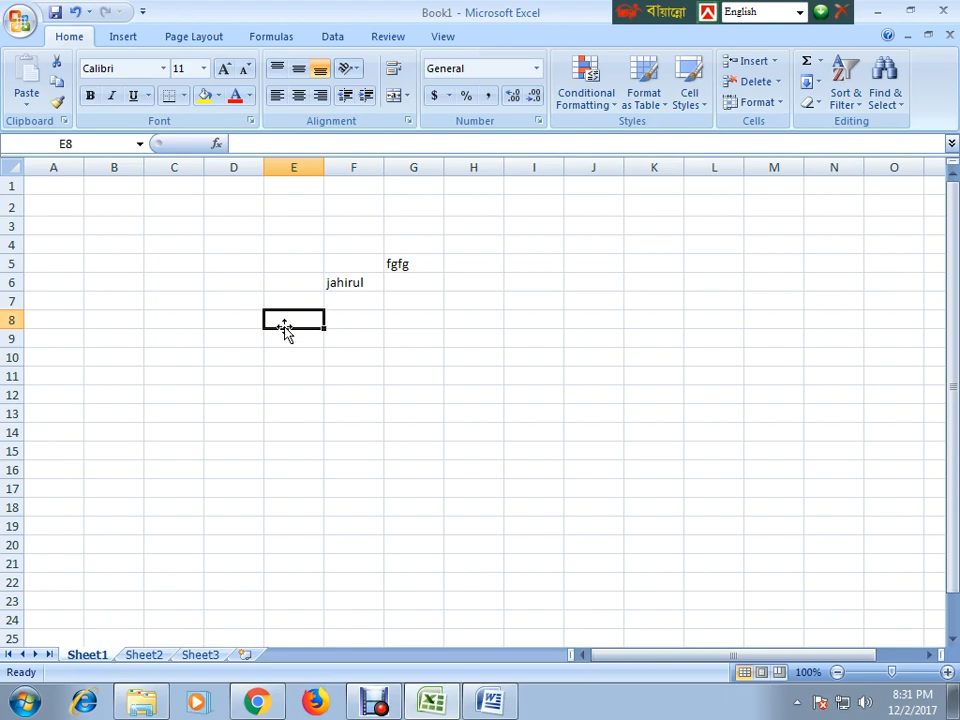 Book1 - Microsoft Excel
বায়ান্নো
English
Home Insert Page Layout Formulas Data Review View
Paste
Clipboard
Calibri 11
B I U
Font
Alignment
General
$ % ,
Number
Conditional Formatting
Format as Table
Cell Styles
Styles
Insert
Delete
Format
Cells
Σ
Sort & Filter
Find & Select
Editing
E8
fx
A B C D E F G H I J K L M N O
1
2
3
4
5 fgfg
6 jahirul
7
8
9
10
11
12
13
14
15
16
17
18
19
20
21
22
23
24
25
Sheet1 Sheet2 Sheet3
Ready
100%
8:31 PM
12/2/2017